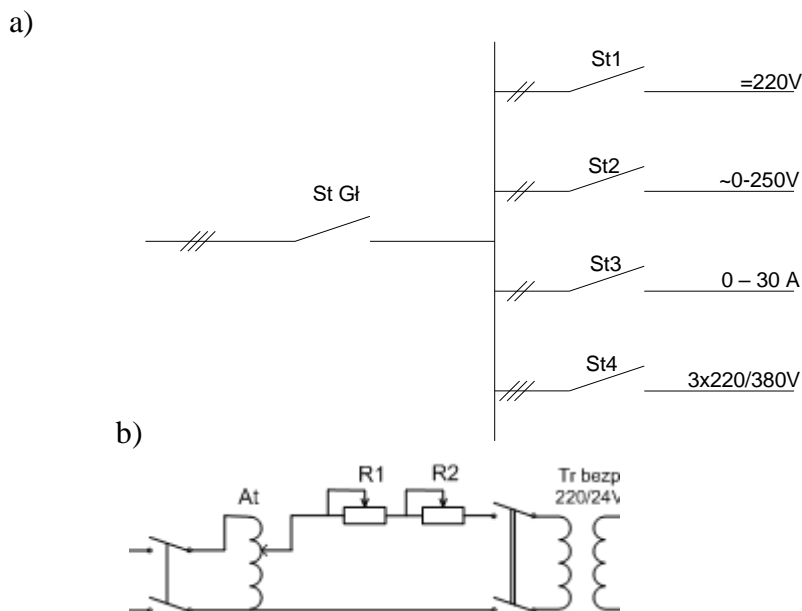 a)
St1
=220V
St2
~0-250V
St Gł
St3
0 – 30 A
St4
3x220/380V
b)
R1
R2
Tr bezp
At
220/24V